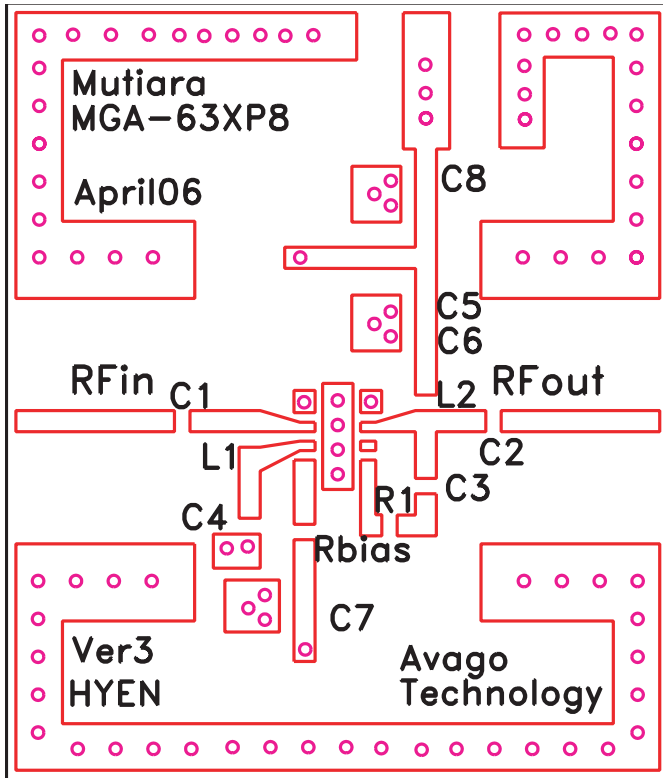 Mutiara
MGA-63XP8
April06
C8
C5
C6
RFin
C1
L2
RFout
L1
C2
C3
R1
C4
Rbias
C7
Ver3
HYEN
Avago
Technology